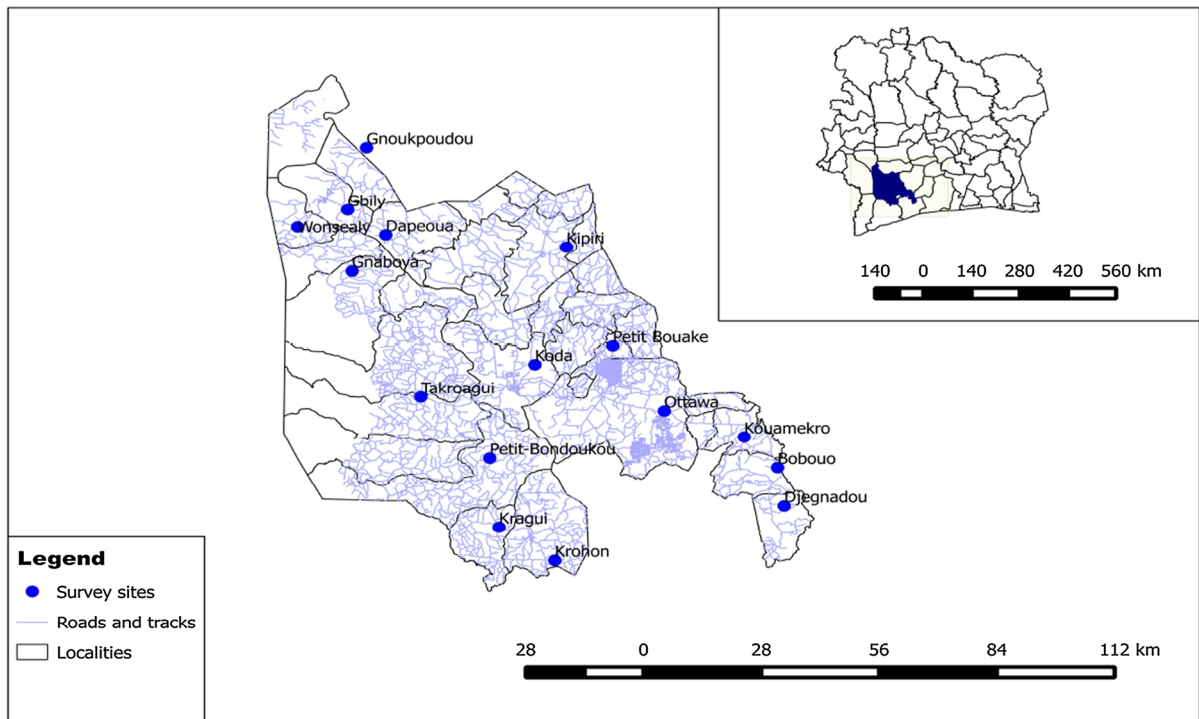 Gnoukpoudou
Gbily
Wonsealy
Dapeoua
Kipiri
Gnaboya
Petit Bouake
Koda
Takroagui
Ottawa
Kouamekro
Petit-Bondoukou
Bobouo
Djegnadou
Kragui
Krohon
140 0 140 280 420 560 km
Legend
Survey sites
Roads and tracks
Localities
28 0 28 56 84 112 km